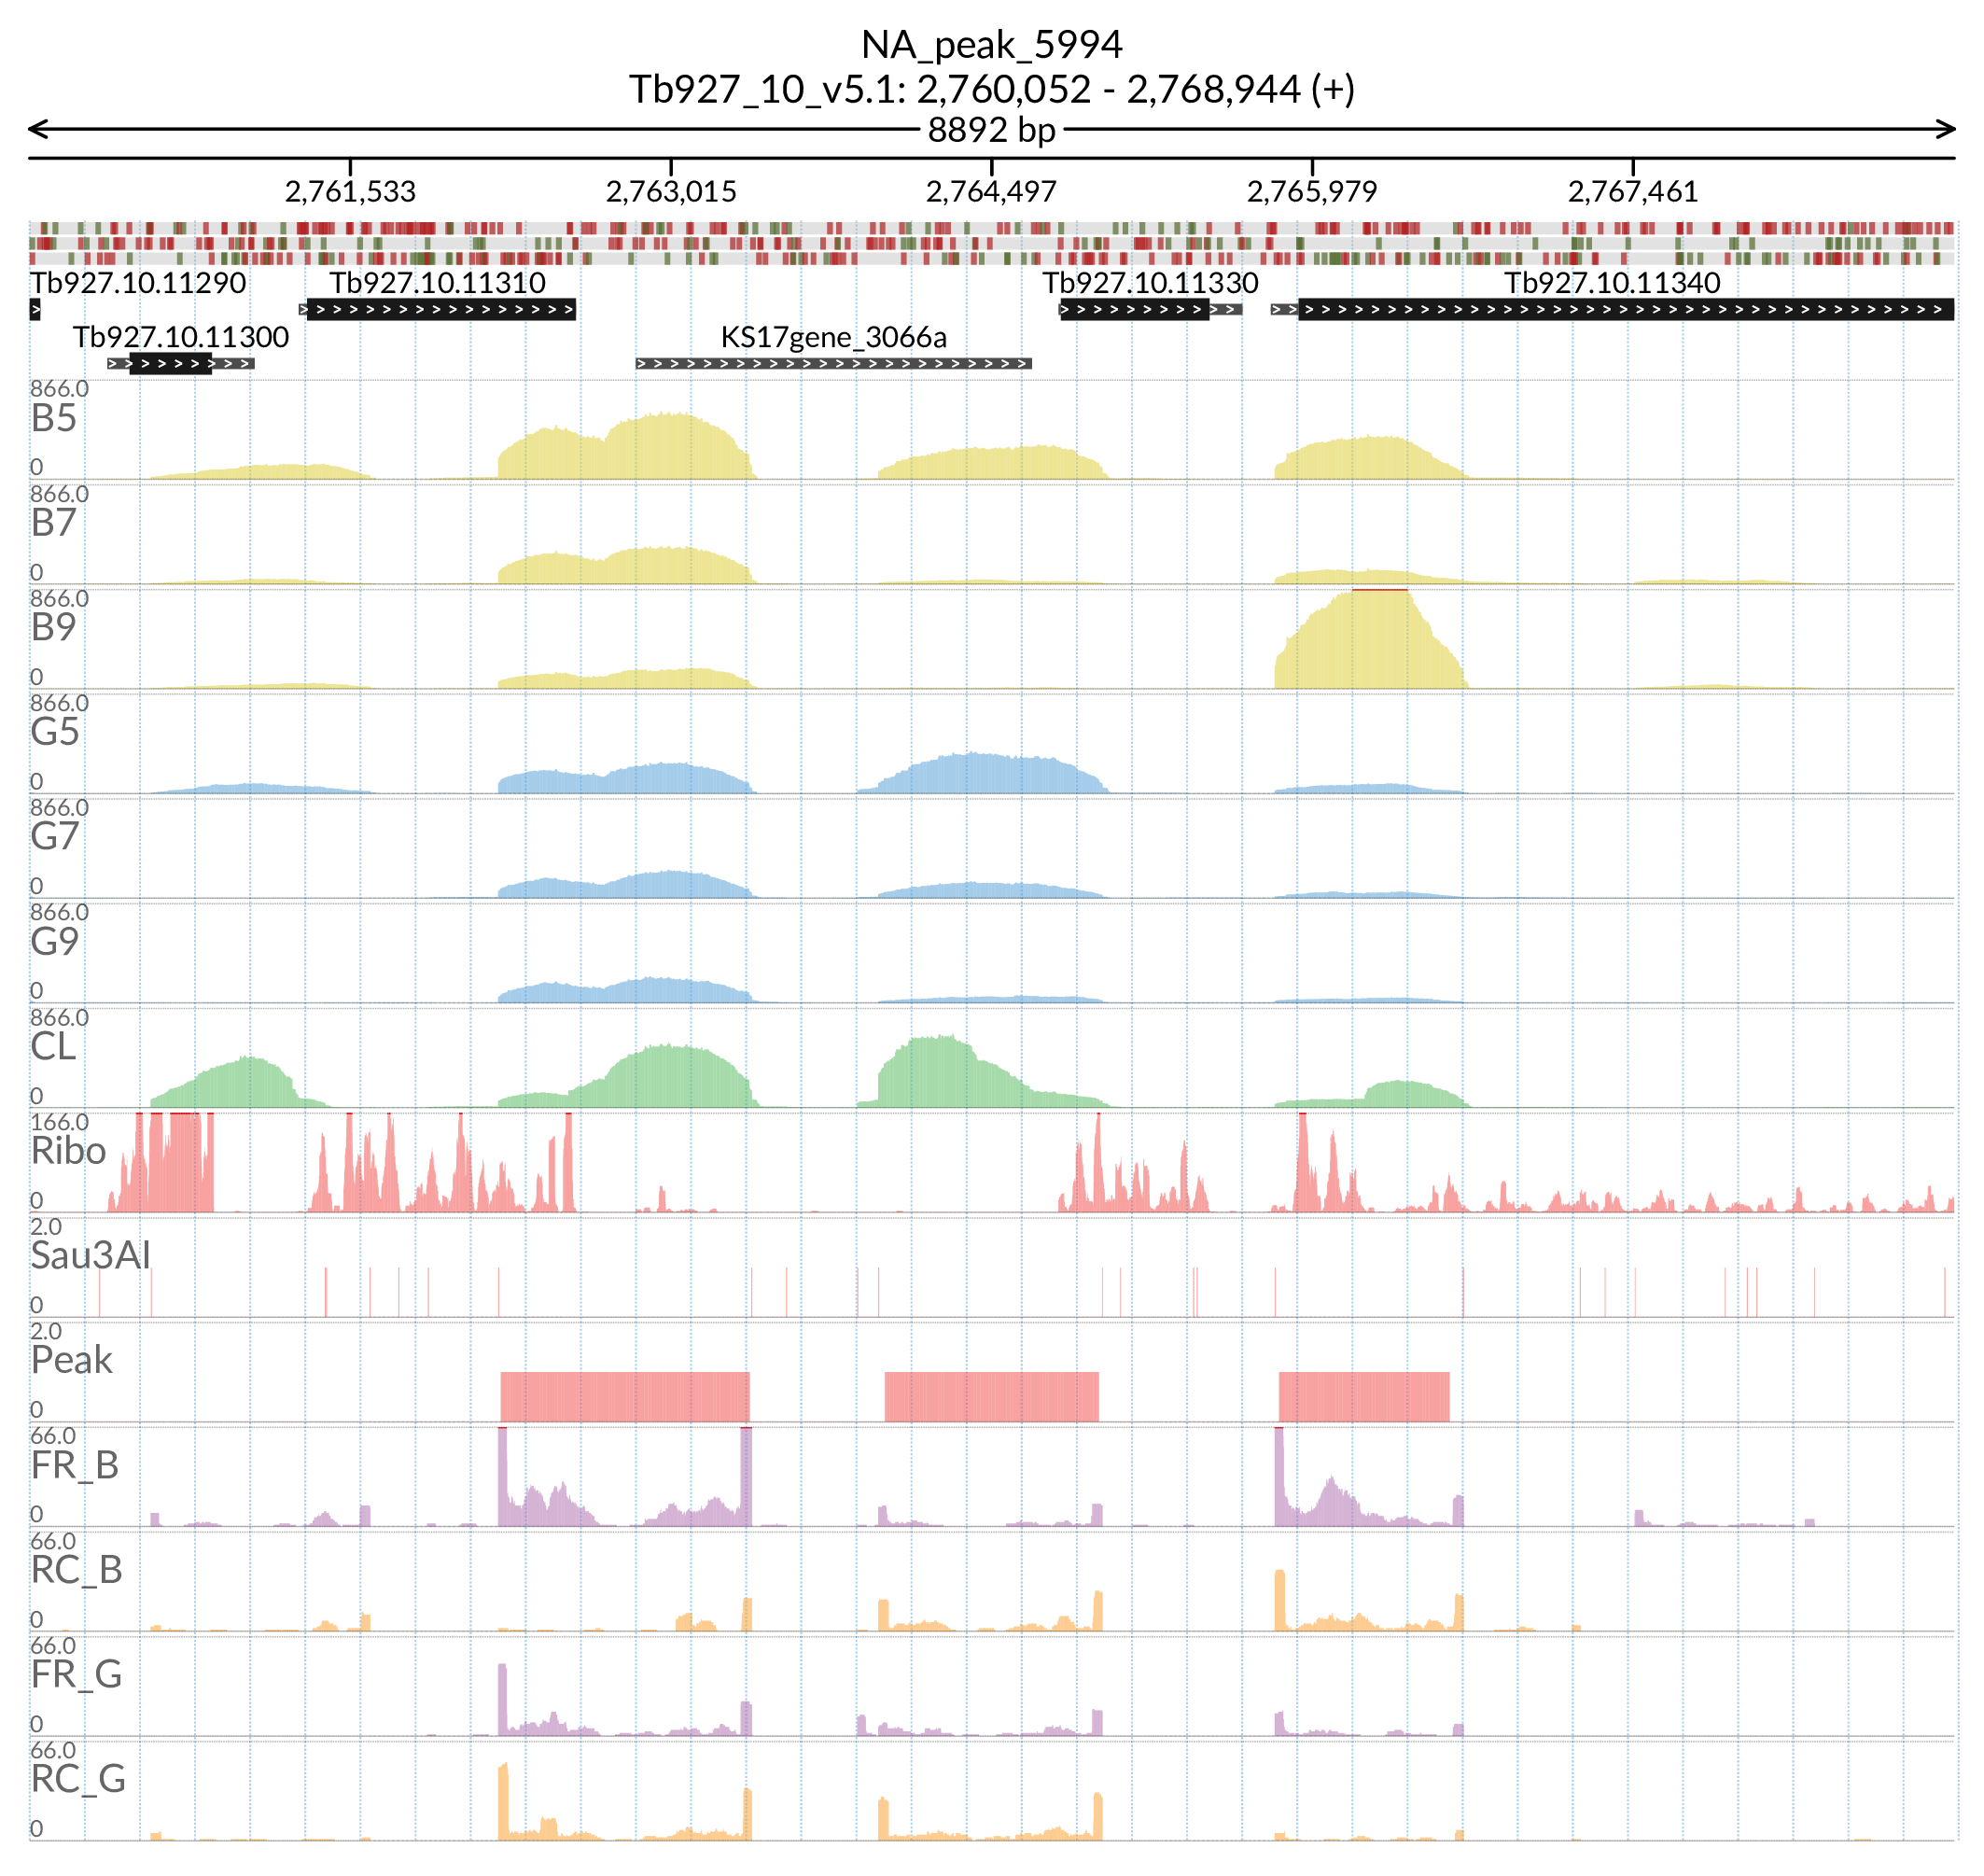 NA_peak_5994
Tb927_10_v5.1: 2,760,052 - 2,768,944 (+)
8892 bp
2,761,533 2,763,015 2,764,497 2,765,979 2,767,461
Tb927.10.11290 Tb927.10.11310 Tb927.10.11330 Tb927.10.11340
Tb927.10.11300 KS17gene_3066a
866.0
B5
0
866.0
B7
0
866.0
B9
0
866.0
G5
0
866.0
G7
0
866.0
G9
0
866.0
CL
0
166.0
Ribo
0
2.0
Sau3AI
0
2.0
Peak
0
66.0
FR_B
0
66.0
RC_B
0
66.0
FR_G
0
66.0
RC_G
0